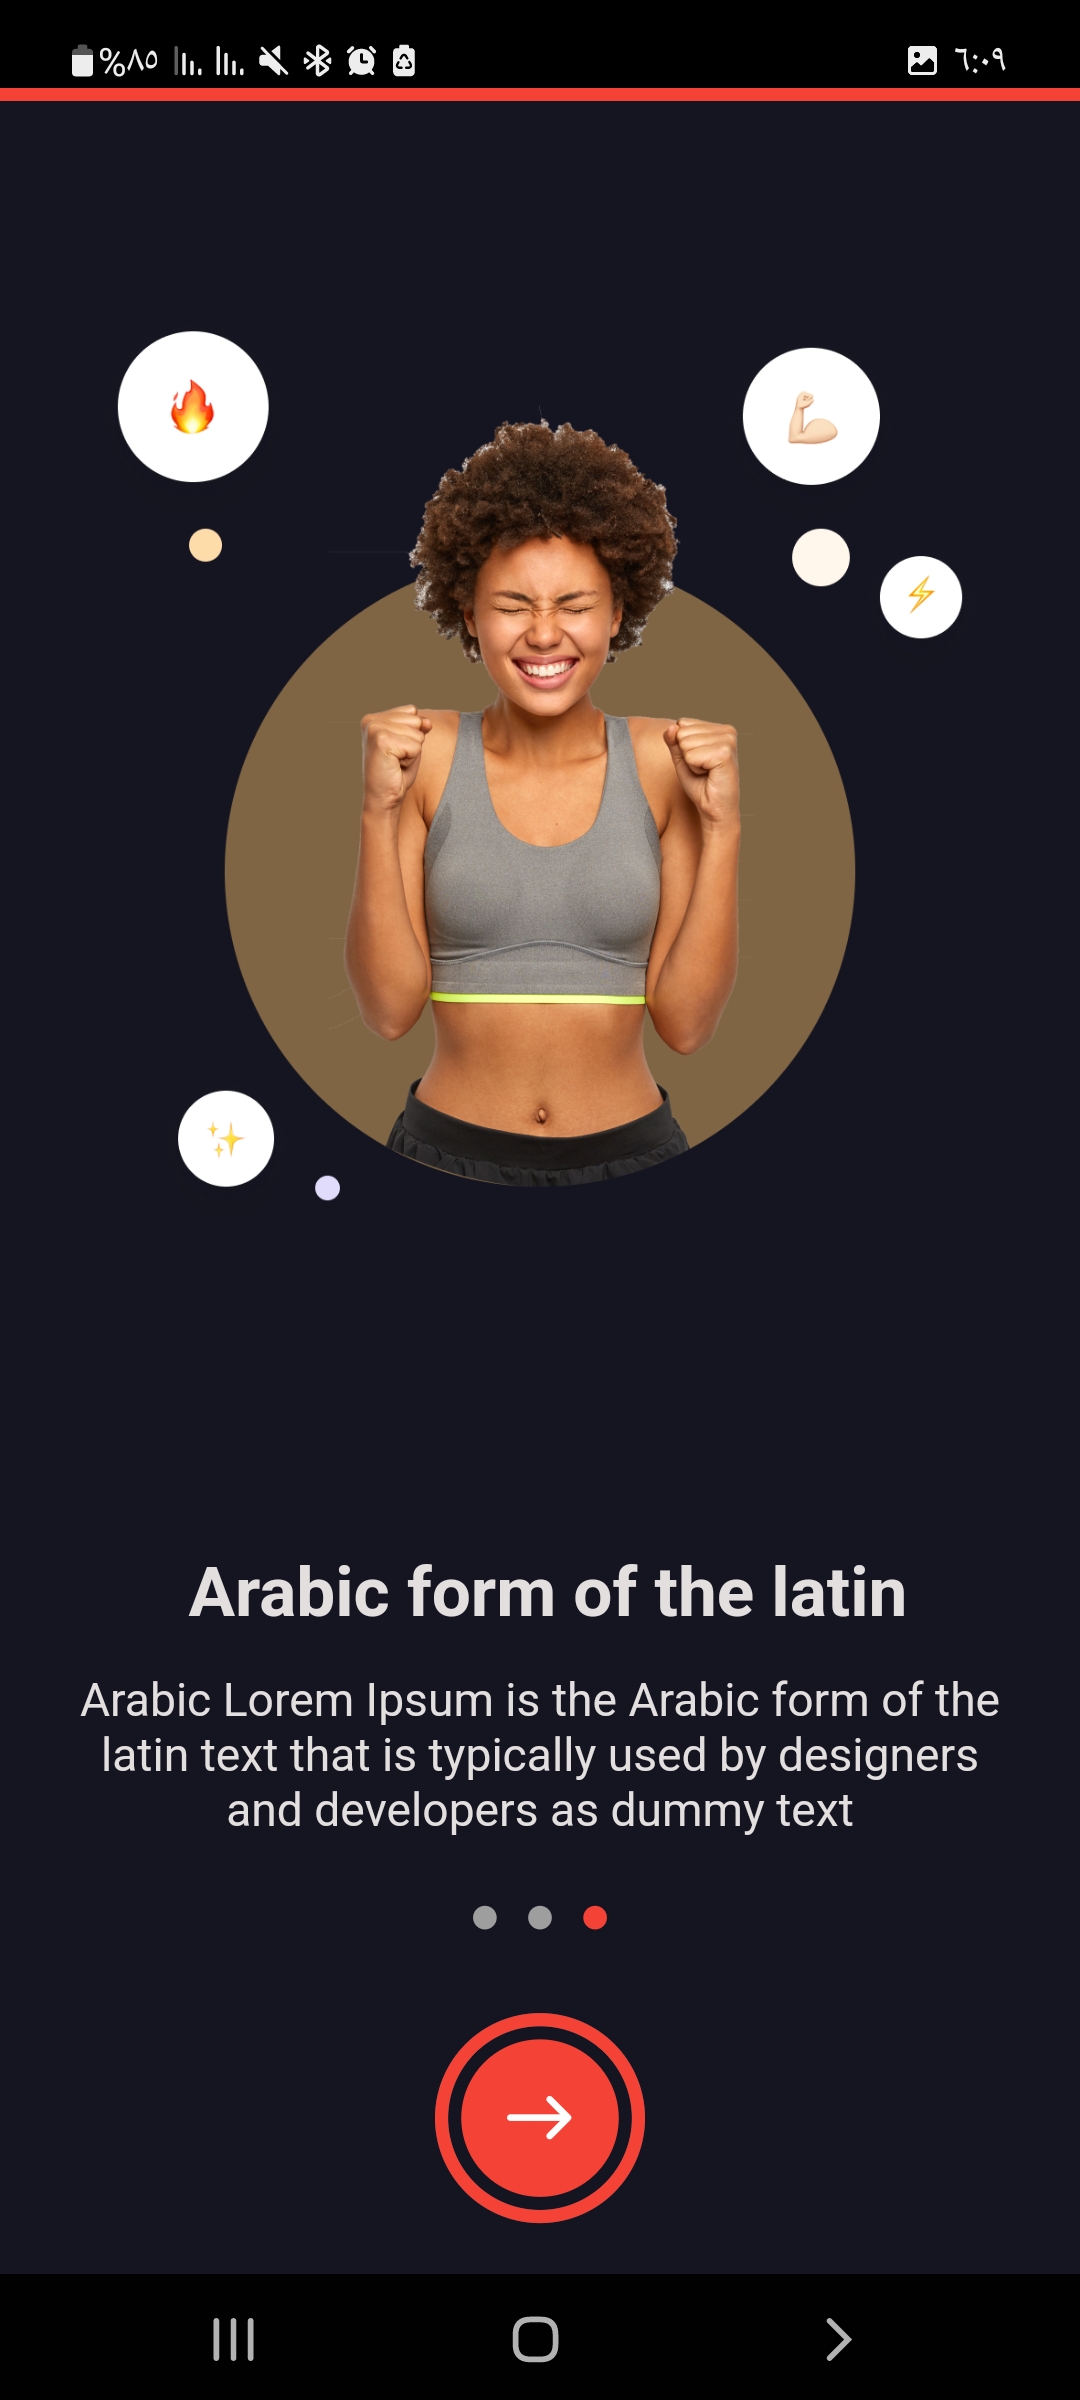 %٨٥
٦:٠٩
Arabic form of the latin
Arabic Lorem Ipsum is the Arabic form of the
latin text that is typically used by designers
and developers as dummy text